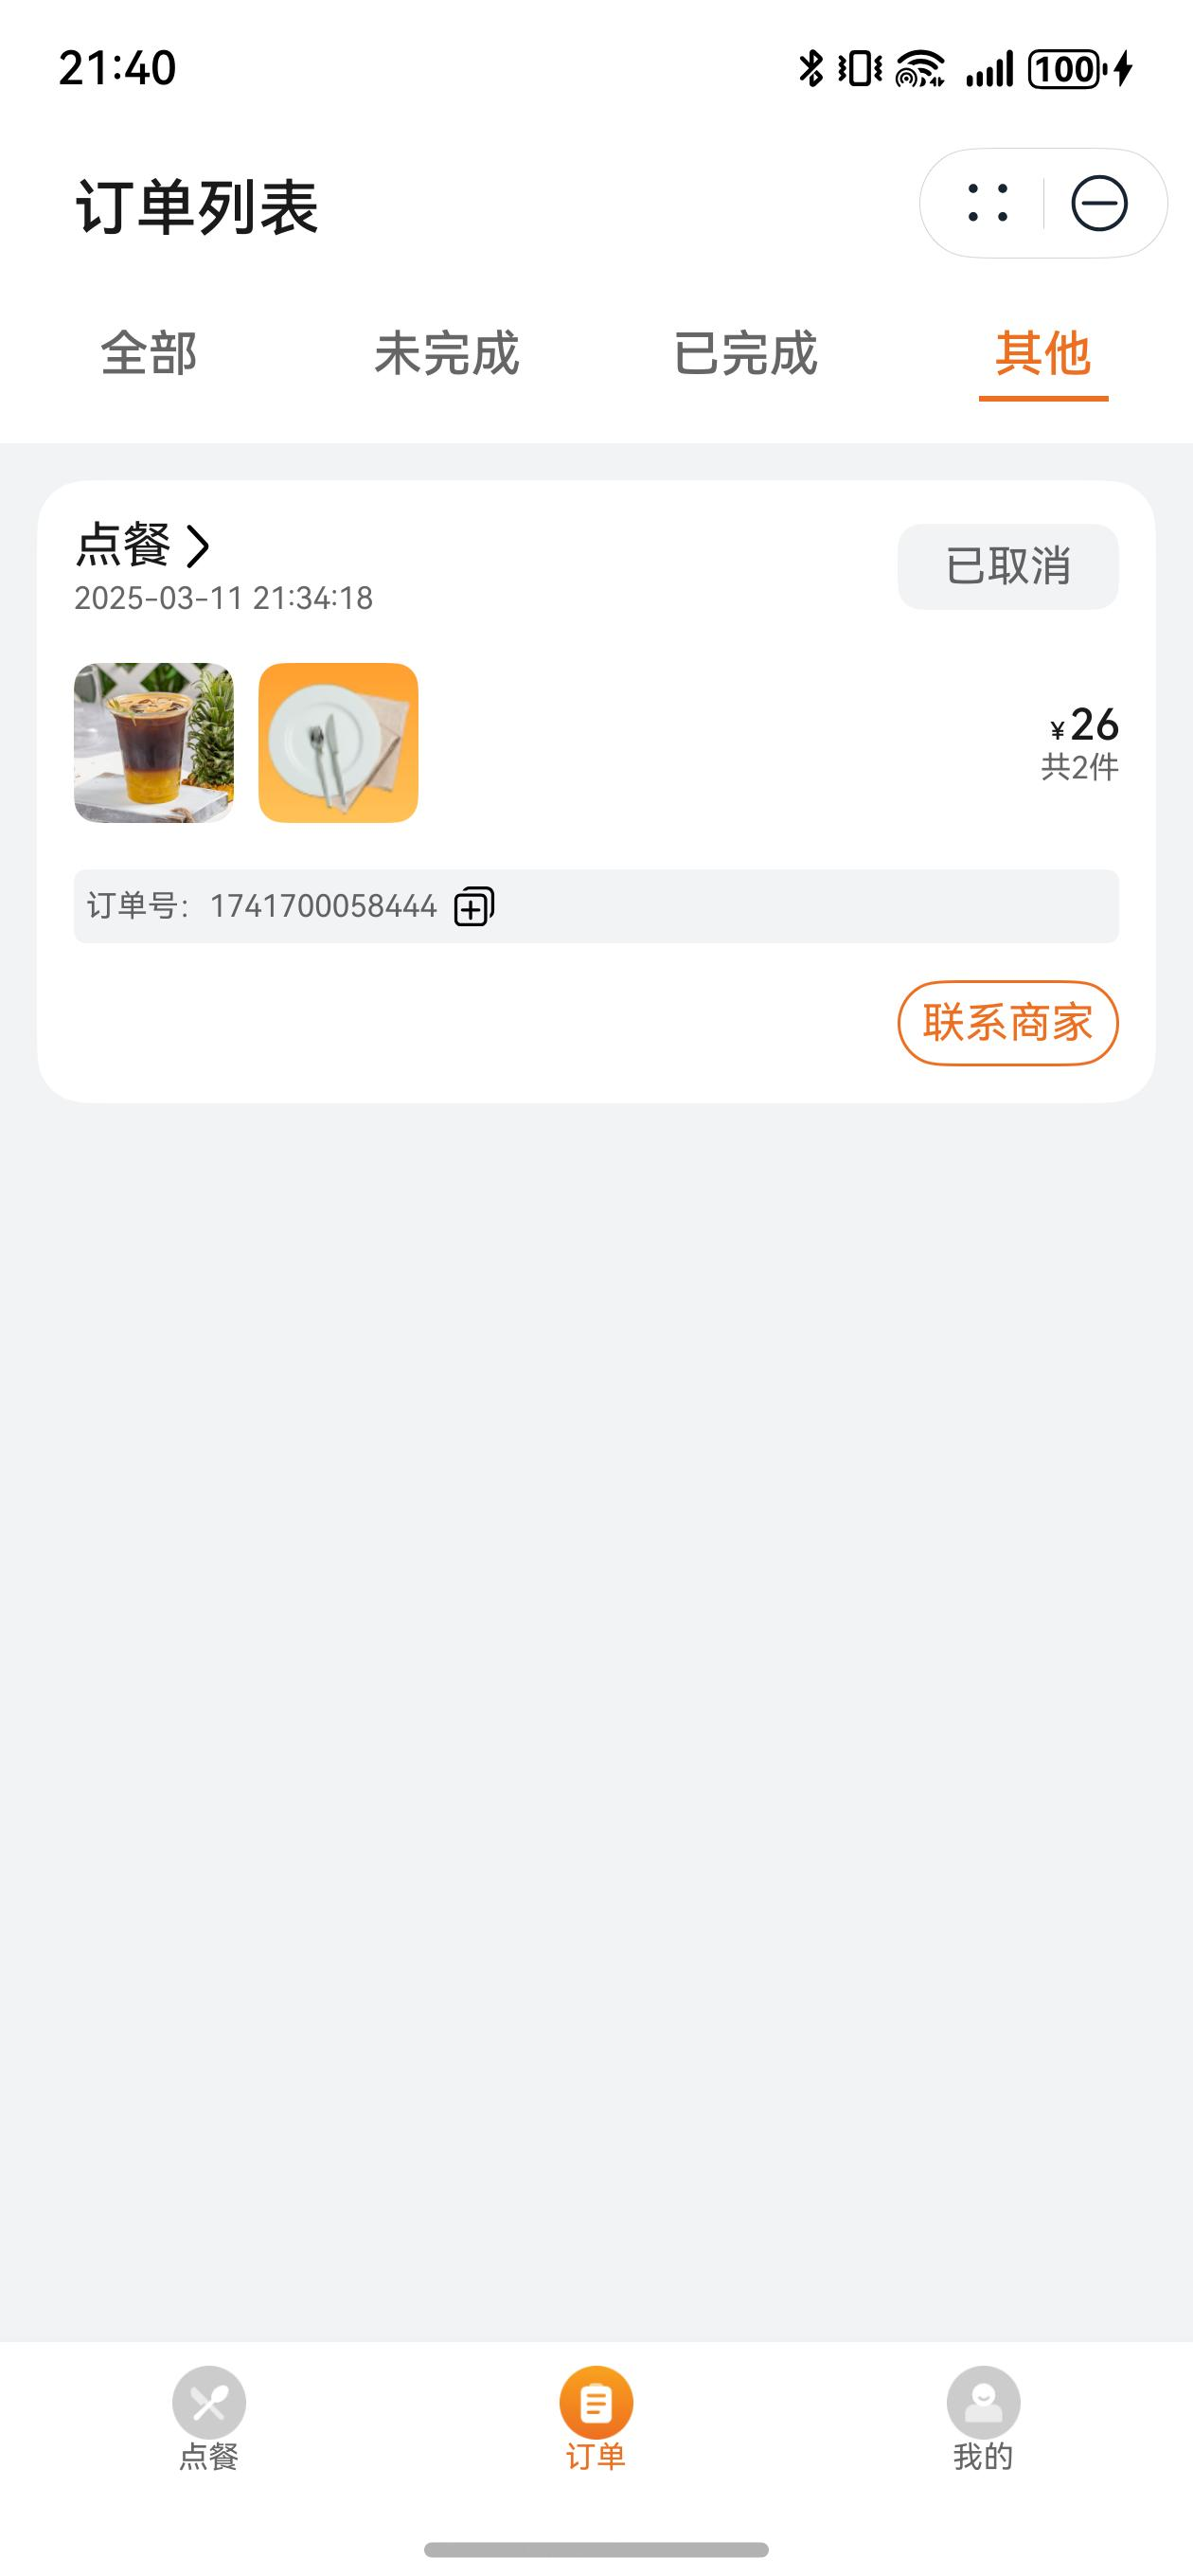 21:40
100
订单列表
全部 未完成 已完成 其他
点餐
已取消
2025-03-11 21:34:18
¥26
共2件
订单号：1741700058444
联系商家
点餐 订单 我的